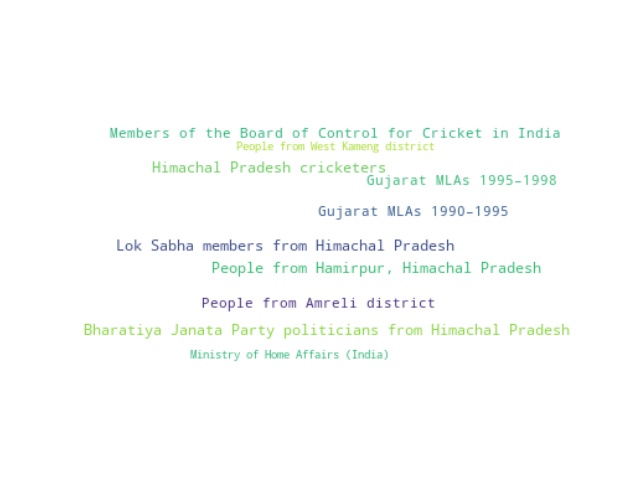 Members of the Board of Control for Cricket in India
People from West Kameng district
Himachal Pradesh cricketers
Gujarat MLAs 1995–1998
Gujarat MLAs 1990–1995
Lok Sabha members from Himachal Pradesh
People from Hamirpur, Himachal Pradesh
People from Amreli district
Bharatiya Janata Party politicians from Himachal Pradesh
Ministry of Home Affairs (India)